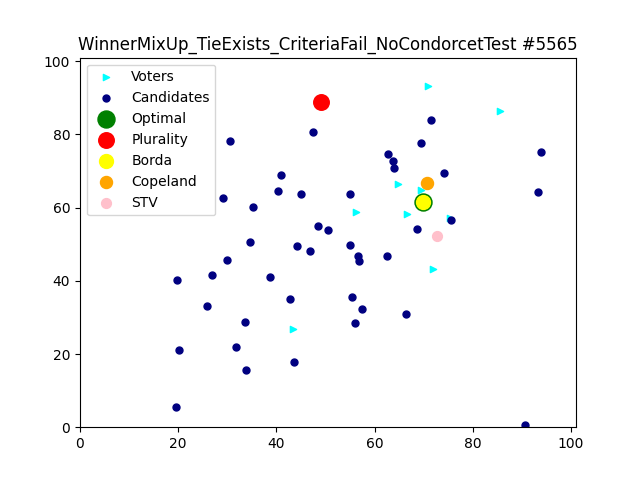 WinnerMixUp_TieExists_CriteriaFail_NoCondorcetTest #5565
100
80
60
40
20
0
Voters
Candidates
Optimal
Plurality
Borda
Copeland
STV
0 20 40 60 80 100